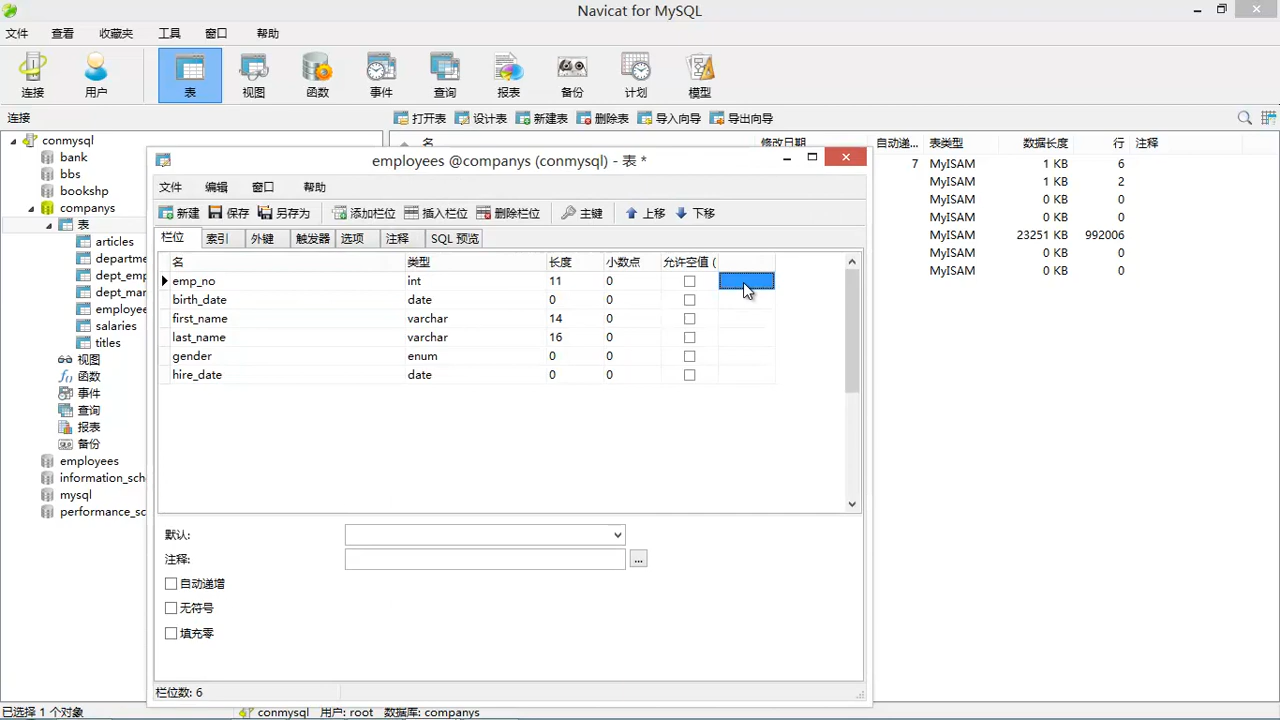 Navicat for MySQL
文件 查看 收藏夹 工具 窗口 帮助
连接 用户 表 视图 函数 事件 查询 报表 备份 计划 模型
连接 打开表 设计表 新建表 删除表 导入向导 导出向导
conmysql
bank
bbs
bookshp
companys
表
articles
departme
dept_emp
dept_man
employee
salaries
titles
视图
函数
事件
查询
报表
备份
employees
information_sch
mysql
performance_sc
名 修改日期 自动递... 表类型 数据长度 行 注释
7 MyISAM 1 KB 6
MyISAM 1 KB 2
MyISAM 0 KB 0
MyISAM 0 KB 0
MyISAM 23251 KB 992006
MyISAM 0 KB 0
MyISAM 0 KB 0
employees @companys (conmysql) - 表 *
文件 编辑 窗口 帮助
新建 保存 另存为 添加栏位 插入栏位 删除栏位 主键 上移 下移
栏位 索引 外键 触发器 选项 注释 SQL 预览
名 类型 长度 小数点 允许空值 (
emp_no int 11 0
birth_date date 0 0
first_name varchar 14 0
last_name varchar 16 0
gender enum 0 0
hire_date date 0 0
默认:
注释: ...
自动递增
无符号
填充零
栏位数: 6
已选择 1 个对象 conmysql 用户: root 数据库: companys